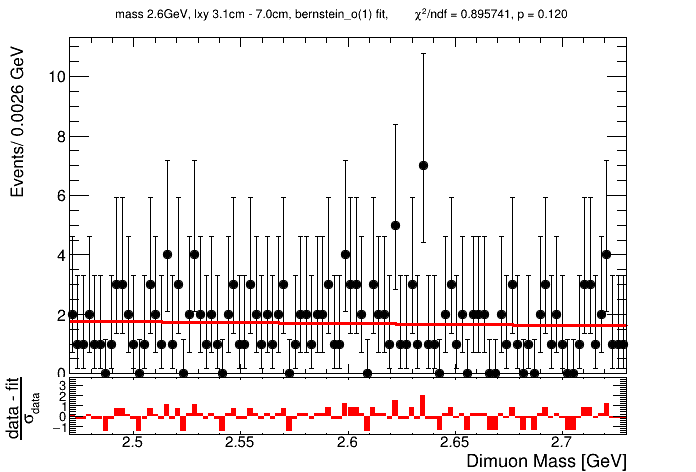 mass 2.6GeV, lxy 3.1cm - 7.0cm, bernstein_o(1) fit, χ²/ndf = 0.895741, p = 0.120
Events/ 0.0026 GeV
10
8
6
4
2
0
data - fit
σdata
3
2
1
0
−1
2.5 2.55 2.6 2.65 2.7
Dimuon Mass [GeV]